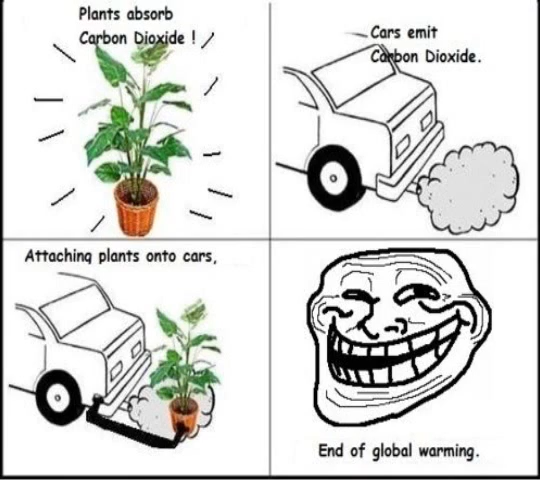 Plants absorb
Carbon Dioxide !
Cars emit
Carbon Dioxide.
Attaching plants onto cars,
End of global warming.